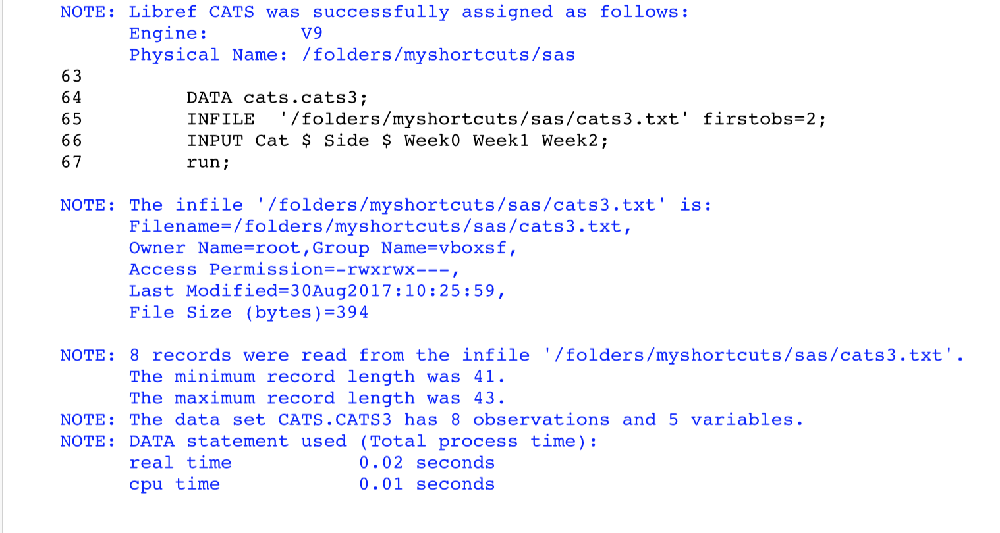 NOTE: Libref CATS was successfully assigned as follows:
      Engine:        V9
      Physical Name: /folders/myshortcuts/sas
63
64         DATA cats.cats3;
65         INFILE  '/folders/myshortcuts/sas/cats3.txt' firstobs=2;
66         INPUT Cat $ Side $ Week0 Week1 Week2;
67         run;
NOTE: The infile '/folders/myshortcuts/sas/cats3.txt' is:
      Filename=/folders/myshortcuts/sas/cats3.txt,
      Owner Name=root,Group Name=vboxsf,
      Access Permission=-rwxrwx---,
      Last Modified=30Aug2017:10:25:59,
      File Size (bytes)=394
NOTE: 8 records were read from the infile '/folders/myshortcuts/sas/cats3.txt'.
      The minimum record length was 41.
      The maximum record length was 43.
NOTE: The data set CATS.CATS3 has 8 observations and 5 variables.
NOTE: DATA statement used (Total process time):
      real time           0.02 seconds
      cpu time            0.01 seconds